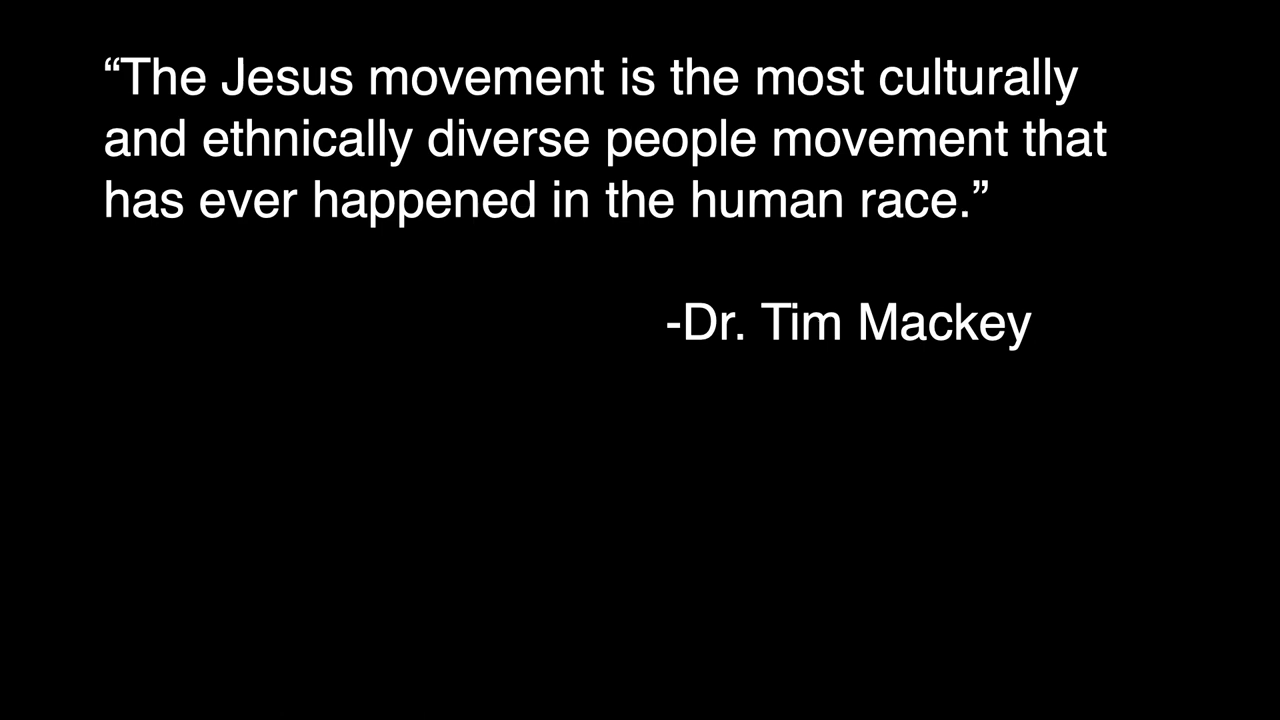 “The Jesus movement is the most culturally
and ethnically diverse people movement that
has ever happened in the human race.”
-Dr. Tim Mackey